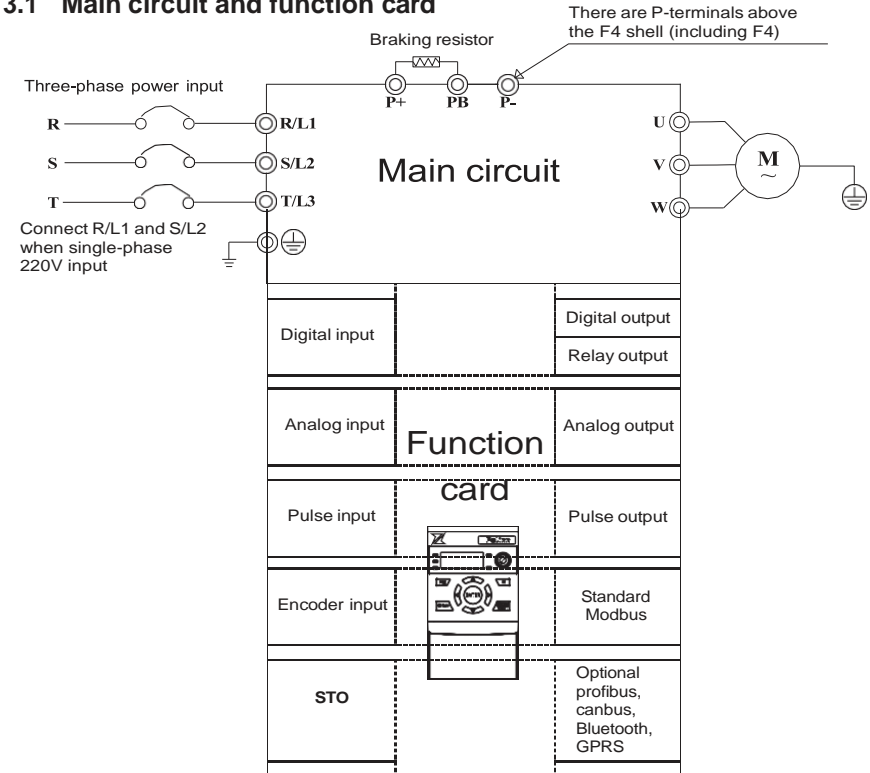 3.1 Main circuit and function card
There are P-terminals above
the F4 shell (including F4)
Braking resistor
Three-phase power input
P+
PB
P-
R
R/L1
U
S
S/L2
Main circuit
V
M
~
T
T/L3
W
Connect R/L1 and S/L2
when single-phase
220V input
Digital input
Digital output
Relay output
Analog input
Function
card
Analog output
Pulse input
Pulse output
Encoder input
Standard
Modbus
STO
Optional
profibus,
canbus,
Bluetooth,
GPRS